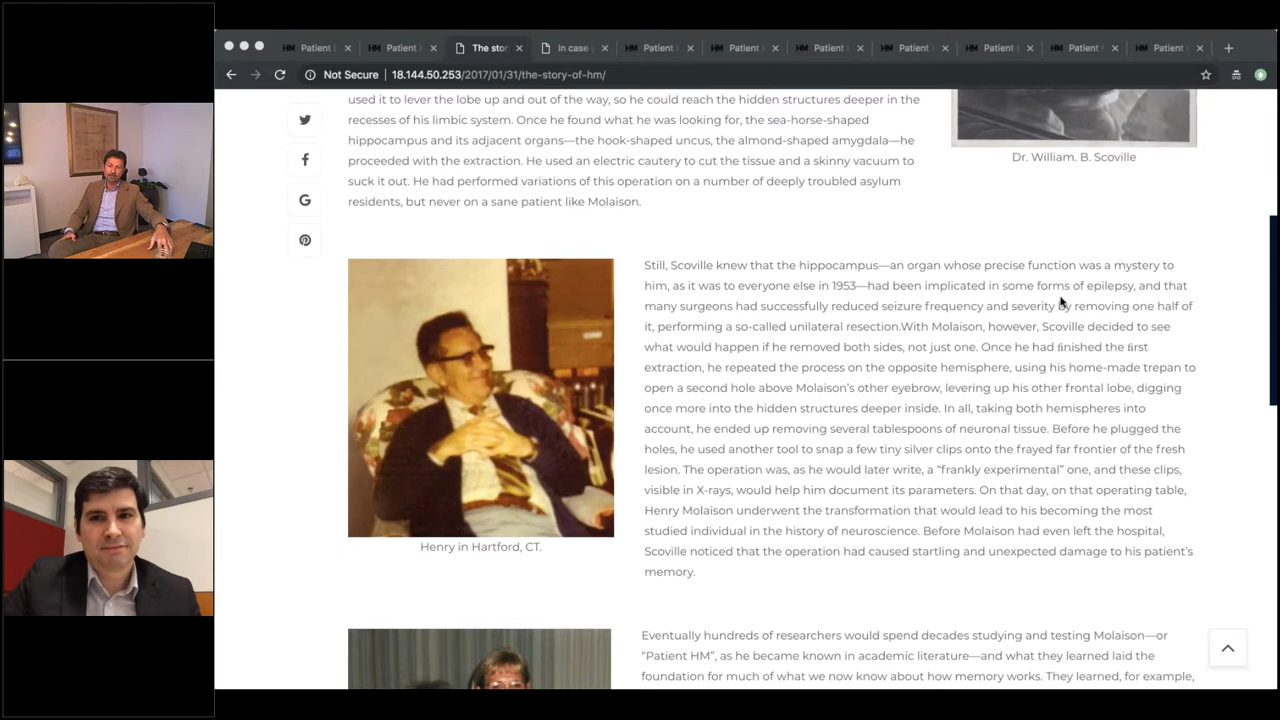 HM Patient I
HM Patient H
The stor
In case y
HM Patient H
HM Patient H
HM Patient H
HM Patient
HM Patient H
HM Patient H
HM Patient H
Not Secure 18.144.50.253/2017/01/31/the-story-of-hm/
used it to lever the lobe up and out of the way, so he could reach the hidden structures deeper in the
recesses of his limbic system. Once he found what he was looking for, the sea-horse-shaped
hippocampus and its adjacent organs—the hook-shaped uncus, the almond-shaped amygdala—he
proceeded with the extraction. He used an electric cautery to cut the tissue and a skinny vacuum to
suck it out. He had performed variations of this operation on a number of deeply troubled asylum
residents, but never on a sane patient like Molaison.
Dr. William. B. Scoville
Still, Scoville knew that the hippocampus—an organ whose precise function was a mystery to
him, as it was to everyone else in 1953—had been implicated in some forms of epilepsy, and that
many surgeons had successfully reduced seizure frequency and severity by removing one half of
it, performing a so-called unilateral resection.With Molaison, however, Scoville decided to see
what would happen if he removed both sides, not just one. Once he had finished the first
extraction, he repeated the process on the opposite hemisphere, using his home-made trepan to
open a second hole above Molaison's other eyebrow, levering up his other frontal lobe, digging
once more into the hidden structures deeper inside. In all, taking both hemispheres into
account, he ended up removing several tablespoons of neuronal tissue. Before he plugged the
holes, he used another tool to snap a few tiny silver clips onto the frayed far frontier of the fresh
lesion. The operation was, as he would later write, a “frankly experimental” one, and these clips,
visible in X-rays, would help him document its parameters. On that day, on that operating table,
Henry Molaison underwent the transformation that would lead to his becoming the most
studied individual in the history of neuroscience. Before Molaison had even left the hospital,
Scoville noticed that the operation had caused startling and unexpected damage to his patient's
memory.
Henry in Hartford, CT.
Eventually hundreds of researchers would spend decades studying and testing Molaison—or
“Patient HM”, as he became known in academic literature—and what they learned laid the
foundation for much of what we now know about how memory works. They learned, for example,